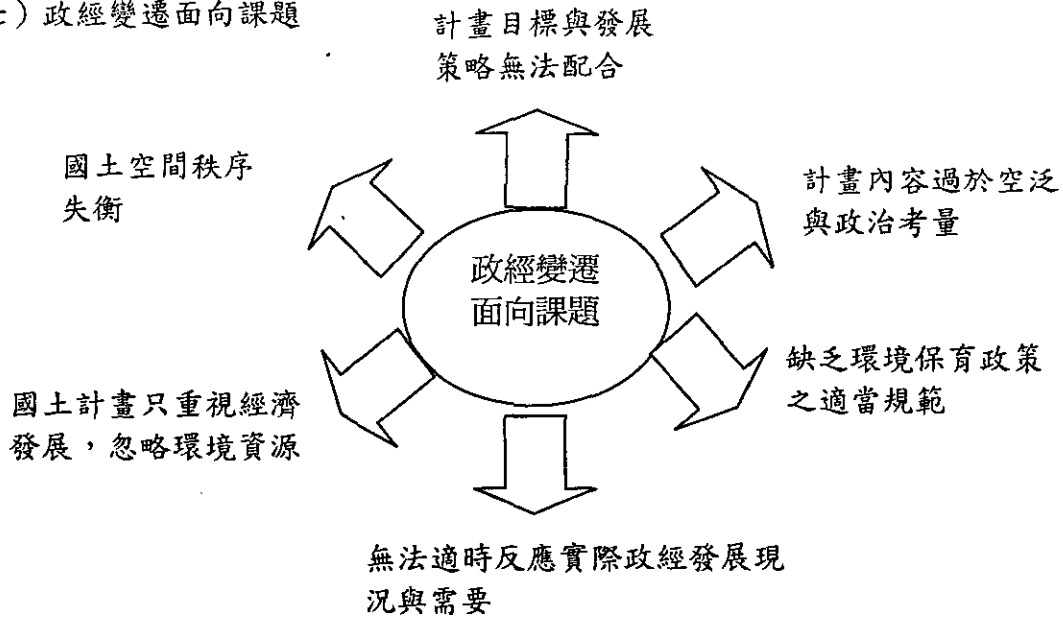 ）政經變遷面向課題
計畫目標與發展
策略無法配合
國土空間秩序
失衡
計畫內容過於空泛
與政治考量
政經變遷
面向課題
缺乏環境保育政策
之適當規範
國土計畫只重視經濟
發展，忽略環境資源
無法適時反應實際政經發展現
況與需要